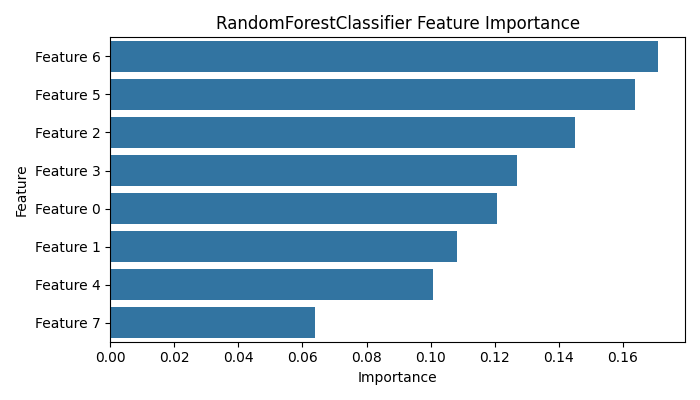 RandomForestClassifier Feature Importance
Feature
Feature 6
Feature 5
Feature 2
Feature 3
Feature 0
Feature 1
Feature 4
Feature 7
0.00 0.02 0.04 0.06 0.08 0.10 0.12 0.14 0.16
Importance